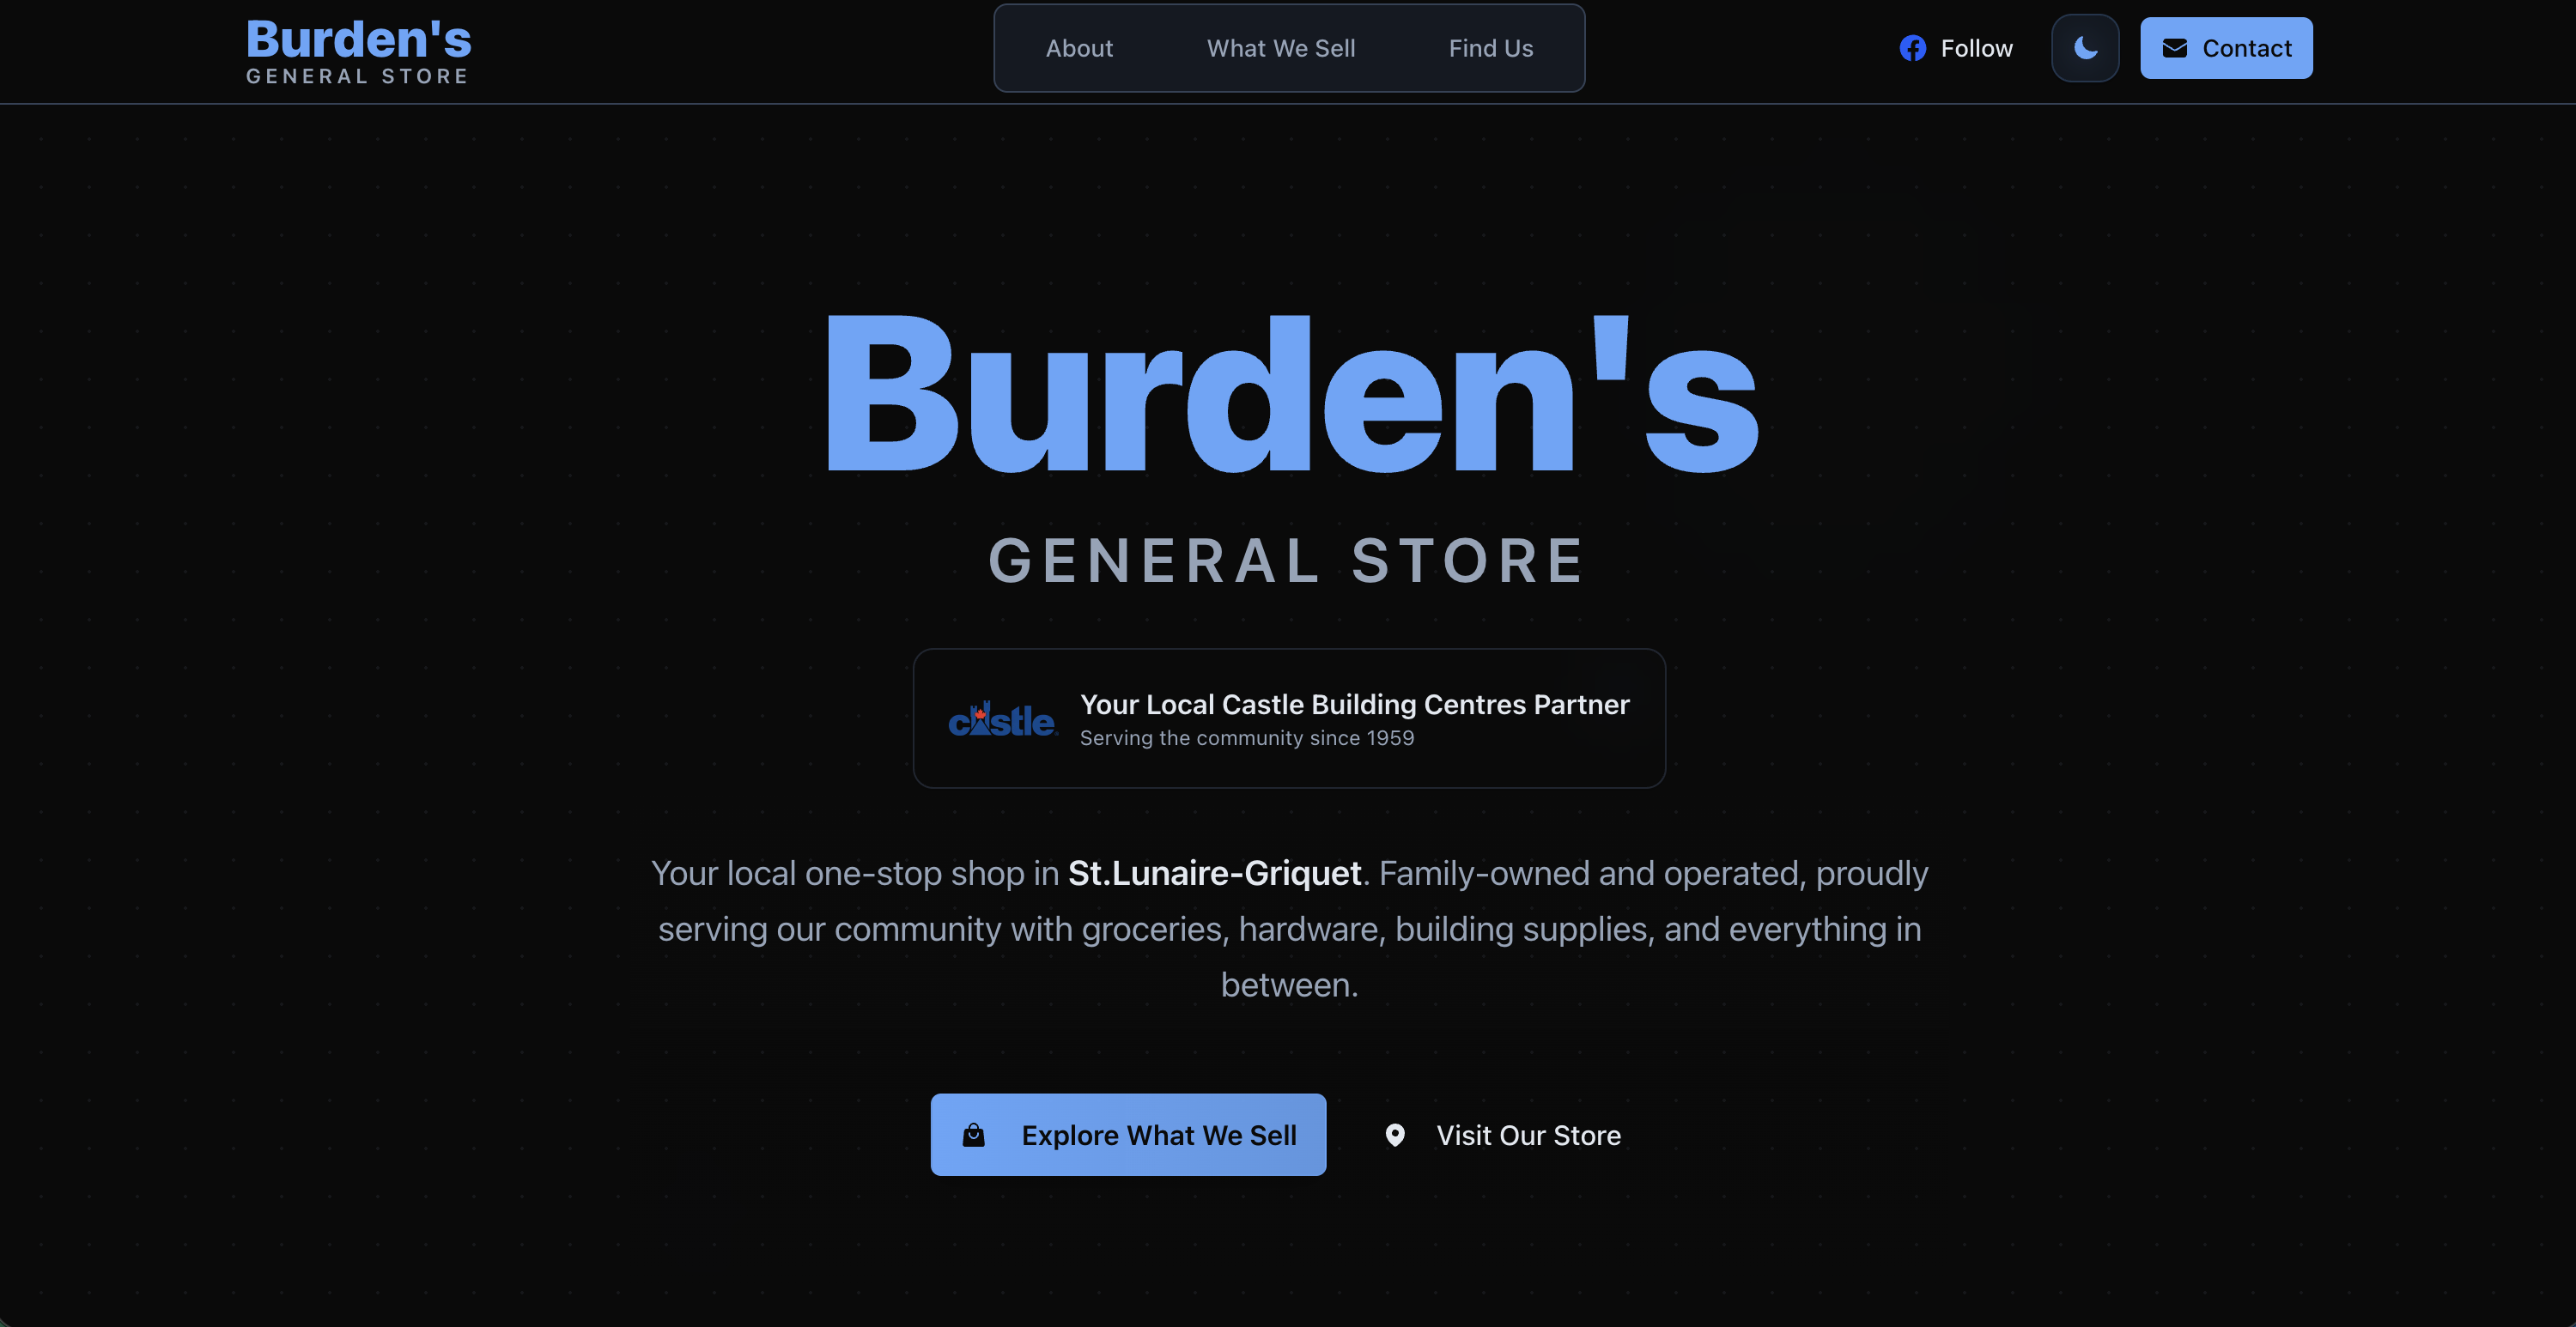 Burden's
GENERAL STORE
About
What We Sell
Find Us
Follow
Contact
Burden's
GENERAL STORE
castle
Your Local Castle Building Centres Partner
Serving the community since 1959
Your local one-stop shop in St.Lunaire-Griquet. Family-owned and operated, proudly
serving our community with groceries, hardware, building supplies, and everything in
between.
Explore What We Sell
Visit Our Store